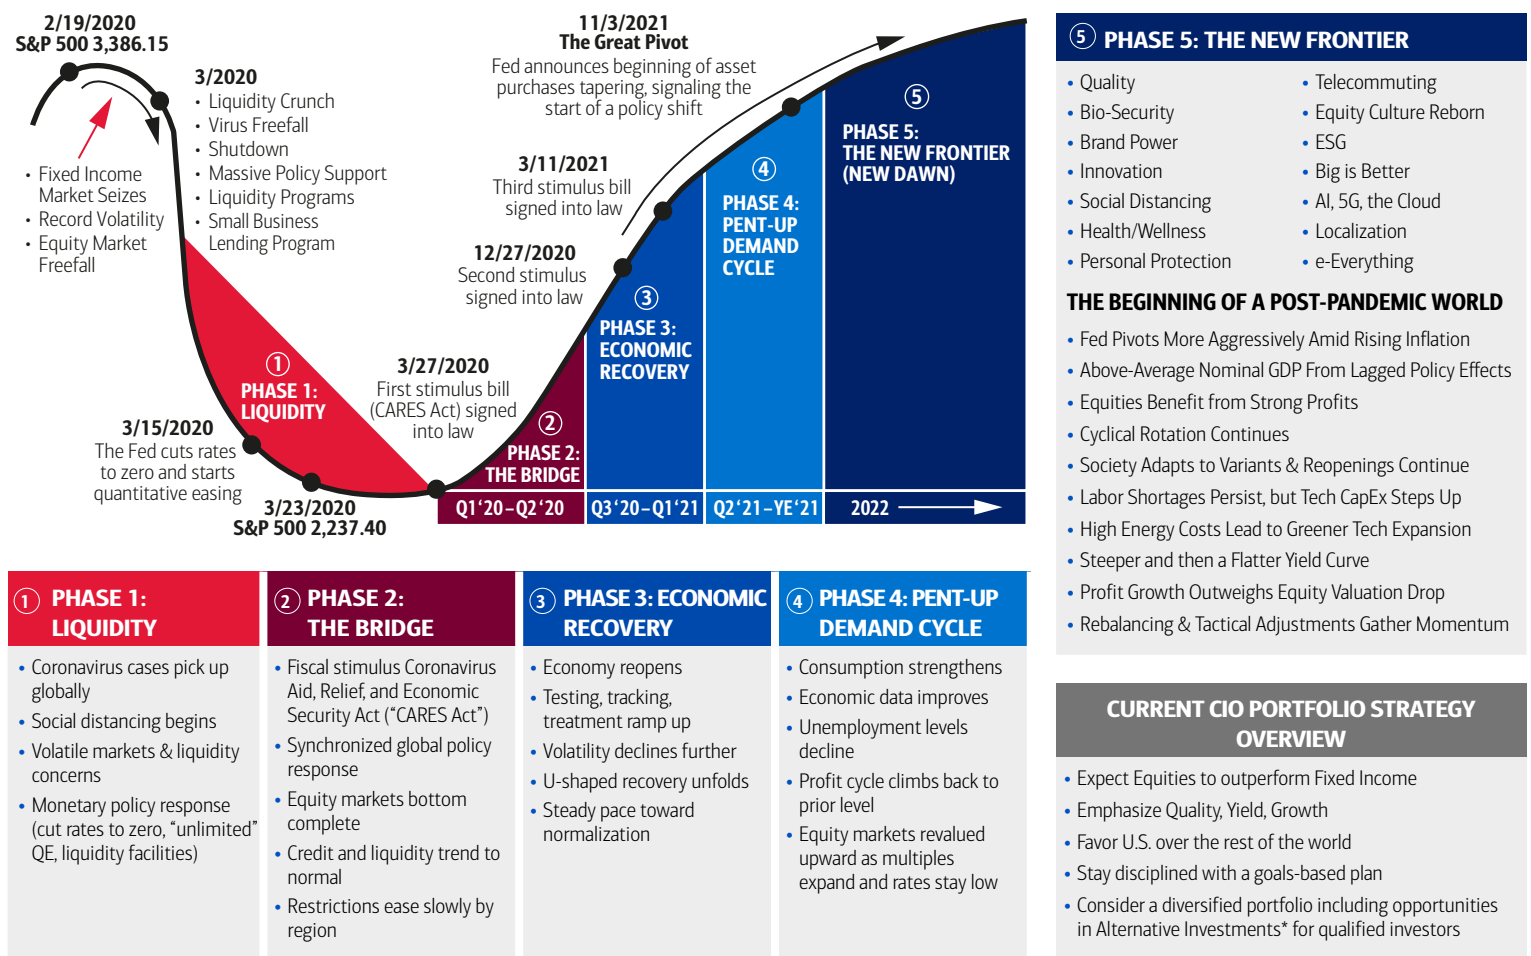 2/19/2020
S&P 500 3,386.15
• Fixed Income
Market Seizes
• Record Volatility
• Equity Market
Freefall
3/2020
• Liquidity Crunch
• Virus Freefall
• Shutdown
• Massive Policy Support
• Liquidity Programs
• Small Business
Lending Program
1
PHASE 1:
LIQUIDITY
3/15/2020
The Fed cuts rates
to zero and starts
quantitative easing
3/23/2020
S&P 500 2,237.40
3/27/2020
First stimulus bill
(CARES Act) signed
into law
12/27/2020
Second stimulus
signed into law
3/11/2021
Third stimulus bill
signed into law
11/3/2021
The Great Pivot
Fed announces beginning of asset
purchases tapering, signaling the
start of a policy shift
2
PHASE 2:
THE BRIDGE
3
PHASE 3:
ECONOMIC
RECOVERY
4
PHASE 4:
PENT-UP
DEMAND
CYCLE
5
PHASE 5:
THE NEW FRONTIER
(NEW DAWN)
Q1‘20–Q2‘20
Q3‘20–Q1‘21
Q2‘21–YE‘21
2022
1 PHASE 1:
LIQUIDITY
• Coronavirus cases pick up
globally
• Social distancing begins
• Volatile markets & liquidity
concerns
• Monetary policy response
(cut rates to zero, “unlimited”
QE, liquidity facilities)
2 PHASE 2:
THE BRIDGE
• Fiscal stimulus Coronavirus
Aid, Relief, and Economic
Security Act (“CARES Act”)
• Synchronized global policy
response
• Equity markets bottom
complete
• Credit and liquidity trend to
normal
• Restrictions ease slowly by
region
3 PHASE 3: ECONOMIC
RECOVERY
• Economy reopens
• Testing, tracking,
treatment ramp up
• Volatility declines further
• U-shaped recovery unfolds
• Steady pace toward
normalization
4 PHASE 4: PENT-UP
DEMAND CYCLE
• Consumption strengthens
• Economic data improves
• Unemployment levels
decline
• Profit cycle climbs back to
prior level
• Equity markets revalued
upward as multiples
expand and rates stay low
5 PHASE 5: THE NEW FRONTIER
• Quality
• Bio-Security
• Brand Power
• Innovation
• Social Distancing
• Health/Wellness
• Personal Protection
• Telecommuting
• Equity Culture Reborn
• ESG
• Big is Better
• AI, 5G, the Cloud
• Localization
• e-Everything
THE BEGINNING OF A POST-PANDEMIC WORLD
• Fed Pivots More Aggressively Amid Rising Inflation
• Above-Average Nominal GDP From Lagged Policy Effects
• Equities Benefit from Strong Profits
• Cyclical Rotation Continues
• Society Adapts to Variants & Reopenings Continue
• Labor Shortages Persist, but Tech CapEx Steps Up
• High Energy Costs Lead to Greener Tech Expansion
• Steeper and then a Flatter Yield Curve
• Profit Growth Outweighs Equity Valuation Drop
• Rebalancing & Tactical Adjustments Gather Momentum
CURRENT CIO PORTFOLIO STRATEGY
OVERVIEW
• Expect Equities to outperform Fixed Income
• Emphasize Quality, Yield, Growth
• Favor U.S. over the rest of the world
• Stay disciplined with a goals-based plan
• Consider a diversified portfolio including opportunities
in Alternative Investments* for qualified investors